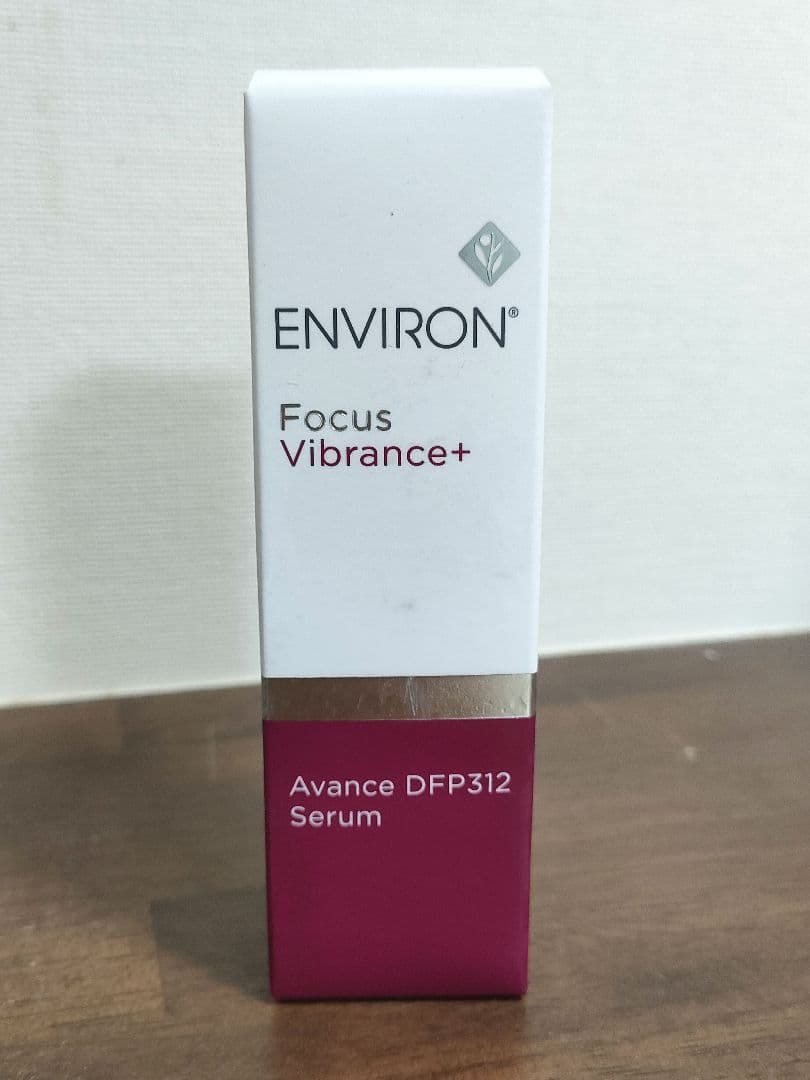 ENVIRON®
Focus
Vibrance+
Avance DFP312
Serum